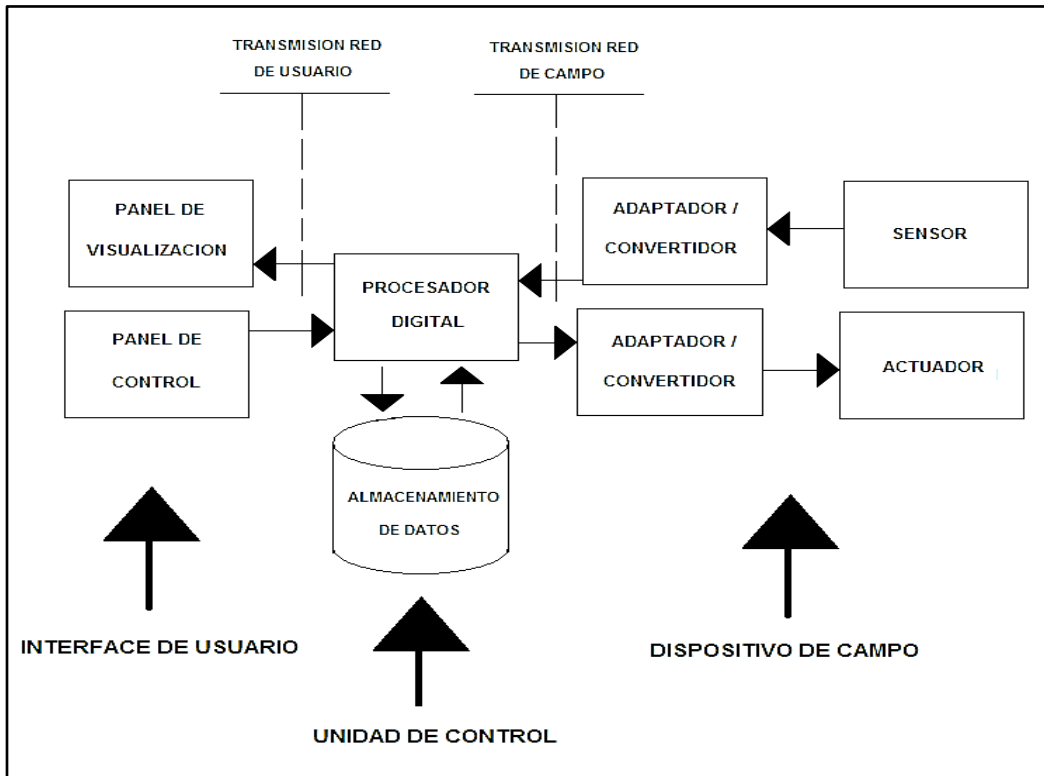 TRANSMISION RED
DE USUARIO
TRANSMISION RED
DE CAMPO
PANEL DE
VISUALIZACION
ADAPTADOR /
CONVERTIDOR
SENSOR
PROCESADOR
DIGITAL
PANEL DE
CONTROL
ADAPTADOR /
CONVERTIDOR
ACTUADOR
ALMACENAMIENTO
DE DATOS
INTERFACE DE USUARIO
DISPOSITIVO DE CAMPO
UNIDAD DE CONTROL